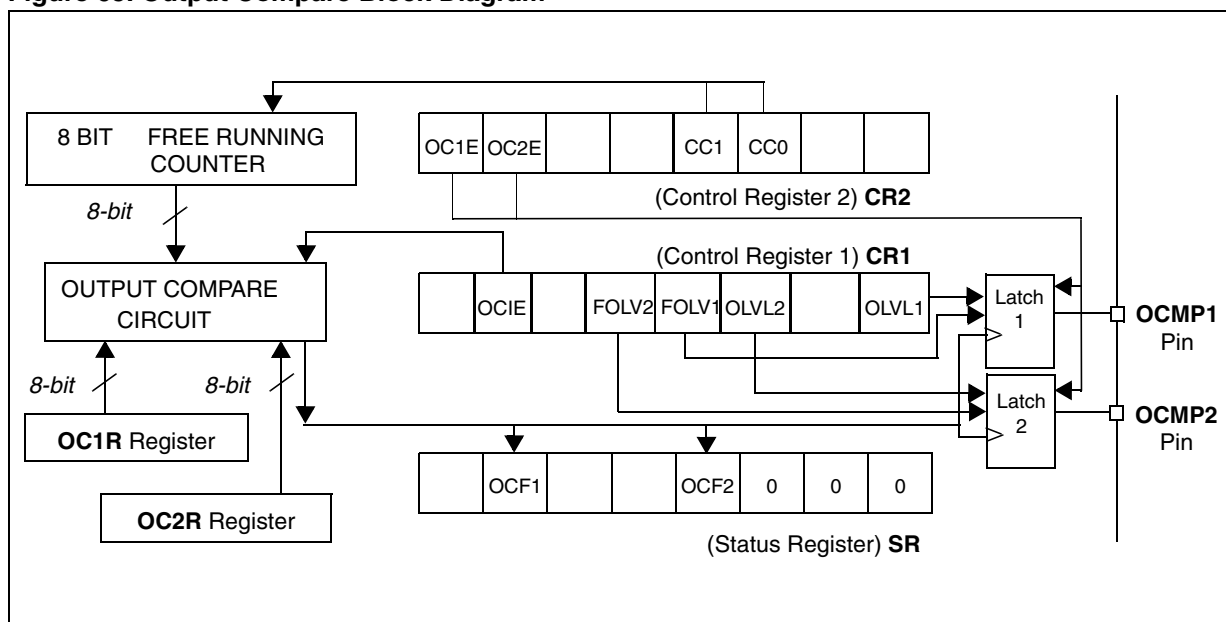 Figure 63. Output Compare Block Diagram
8 BIT FREE RUNNING
COUNTER
8-bit
OC1E OC2E CC1 CC0
(Control Register 2) CR2
(Control Register 1) CR1
OUTPUT COMPARE
CIRCUIT
OCIE FOLV2 FOLV1 OLVL2 OLVL1
Latch
1
OCMP1
Pin
8-bit
8-bit
Latch
2
OCMP2
Pin
OC1R Register
OCF1 OCF2 0 0 0
OC2R Register
(Status Register) SR